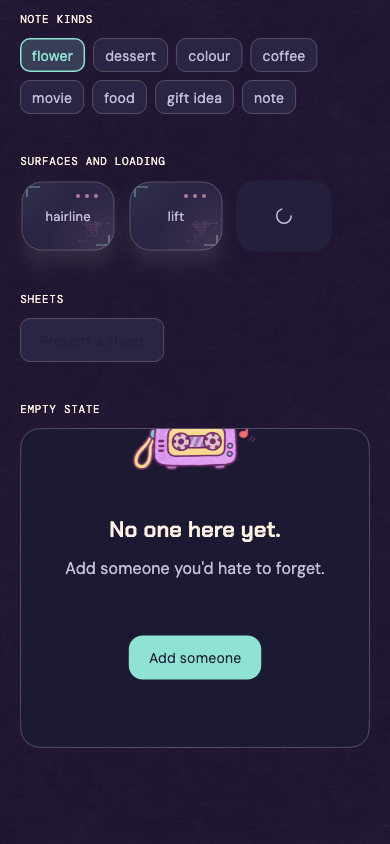 NOTE KINDS
flower dessert colour coffee
movie food gift idea note
SURFACES AND LOADING
hairline lift
SHEETS
Present a sheet
EMPTY STATE
No one here yet.
Add someone you'd hate to forget.
Add someone